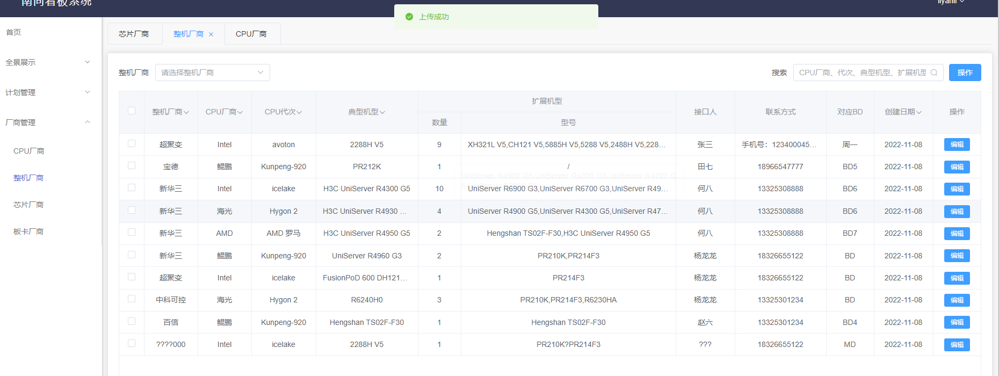 南向看板系统
liyanli
上传成功
首页
全景展示
计划管理
厂商管理
CPU厂商
整机厂商
芯片厂商
板卡厂商
芯片厂商 整机厂商 CPU厂商
整机厂商 请选择整机厂商 搜索 CPU厂商、代次、典型机型、扩展机型 操作
整机厂商 CPU厂商 CPU代次 典型机型 扩展机型 接口人 联系方式 对应BD 创建日期 操作
数量 型号
超聚变 Intel avoton 2288H V5 9 XH321L V5,CH121 V5,5885H V5,5288 V5,2488H V5,228... 张三 手机号：123400045... 周一 2022-11-08 编辑
宝德 鲲鹏 Kunpeng-920 PR212K 1 / 田七 18966547777 BD5 2022-11-08 编辑
UniServer R4900 G5,UniServer R4300 G5,UniServer R4700 G
新华三 Intel icelake H3C UniServer R4300 G5 10 UniServer R6900 G3,UniServer R6700 G3,UniServer R49... 何八 13325308888 BD6 2022-11-08 编辑
新华三 海光 Hygon 2 H3C UniServer R4930 ... 4 UniServer R4900 G5,UniServer R4300 G5,UniServer R47... 何八 13325308888 BD6 2022-11-08 编辑
新华三 AMD AMD 罗马 H3C UniServer R4950 G5 2 Hengshan TS02F-F30,H3C UniServer R4950 G5 何八 13325308888 BD7 2022-11-08 编辑
新华三 鲲鹏 Kunpeng-920 UniServer R4960 G3 2 PR210K,PR214F3 杨龙龙 18326655122 BD 2022-11-08 编辑
超聚变 Intel icelake FusionPoD 600 DH121... 1 PR214F3 杨龙龙 18326655122 BD 2022-11-08 编辑
中科可控 海光 Hygon 2 R6240H0 3 PR210K,PR214F3,R6230HA 杨龙龙 13325301234 BD 2022-11-08 编辑
百信 鲲鹏 Kunpeng-920 Hengshan TS02F-F30 1 Hengshan TS02F-F30 赵六 13325301234 BD4 2022-11-08 编辑
????000 Intel icelake 2288H V5 1 PR210K?PR214F3 ??? 18326655122 MD 2022-11-08 编辑